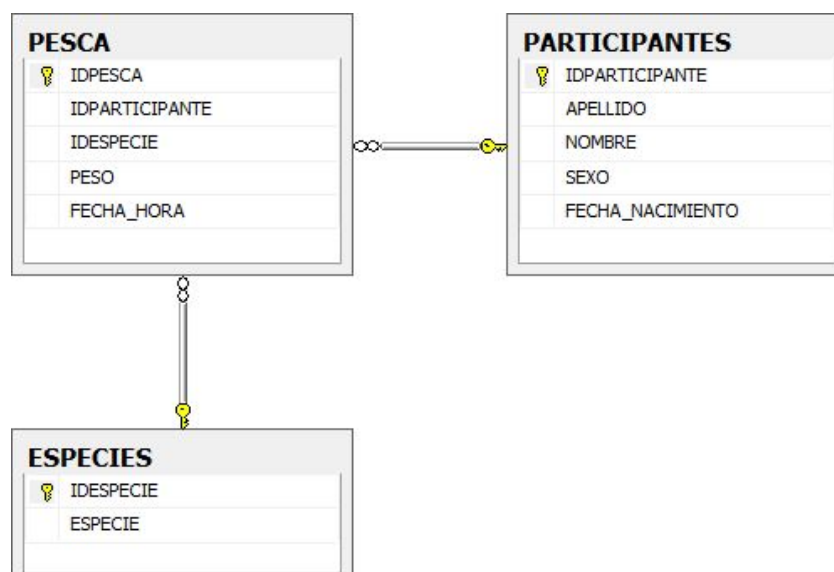 PESCA
IDPESCA
IDPARTICIPANTE
IDESPECIE
PESO
FECHA_HORA
PARTICIPANTES
IDPARTICIPANTE
APELLIDO
NOMBRE
SEXO
FECHA_NACIMIENTO
ESPECIES
IDESPECIE
ESPECIE